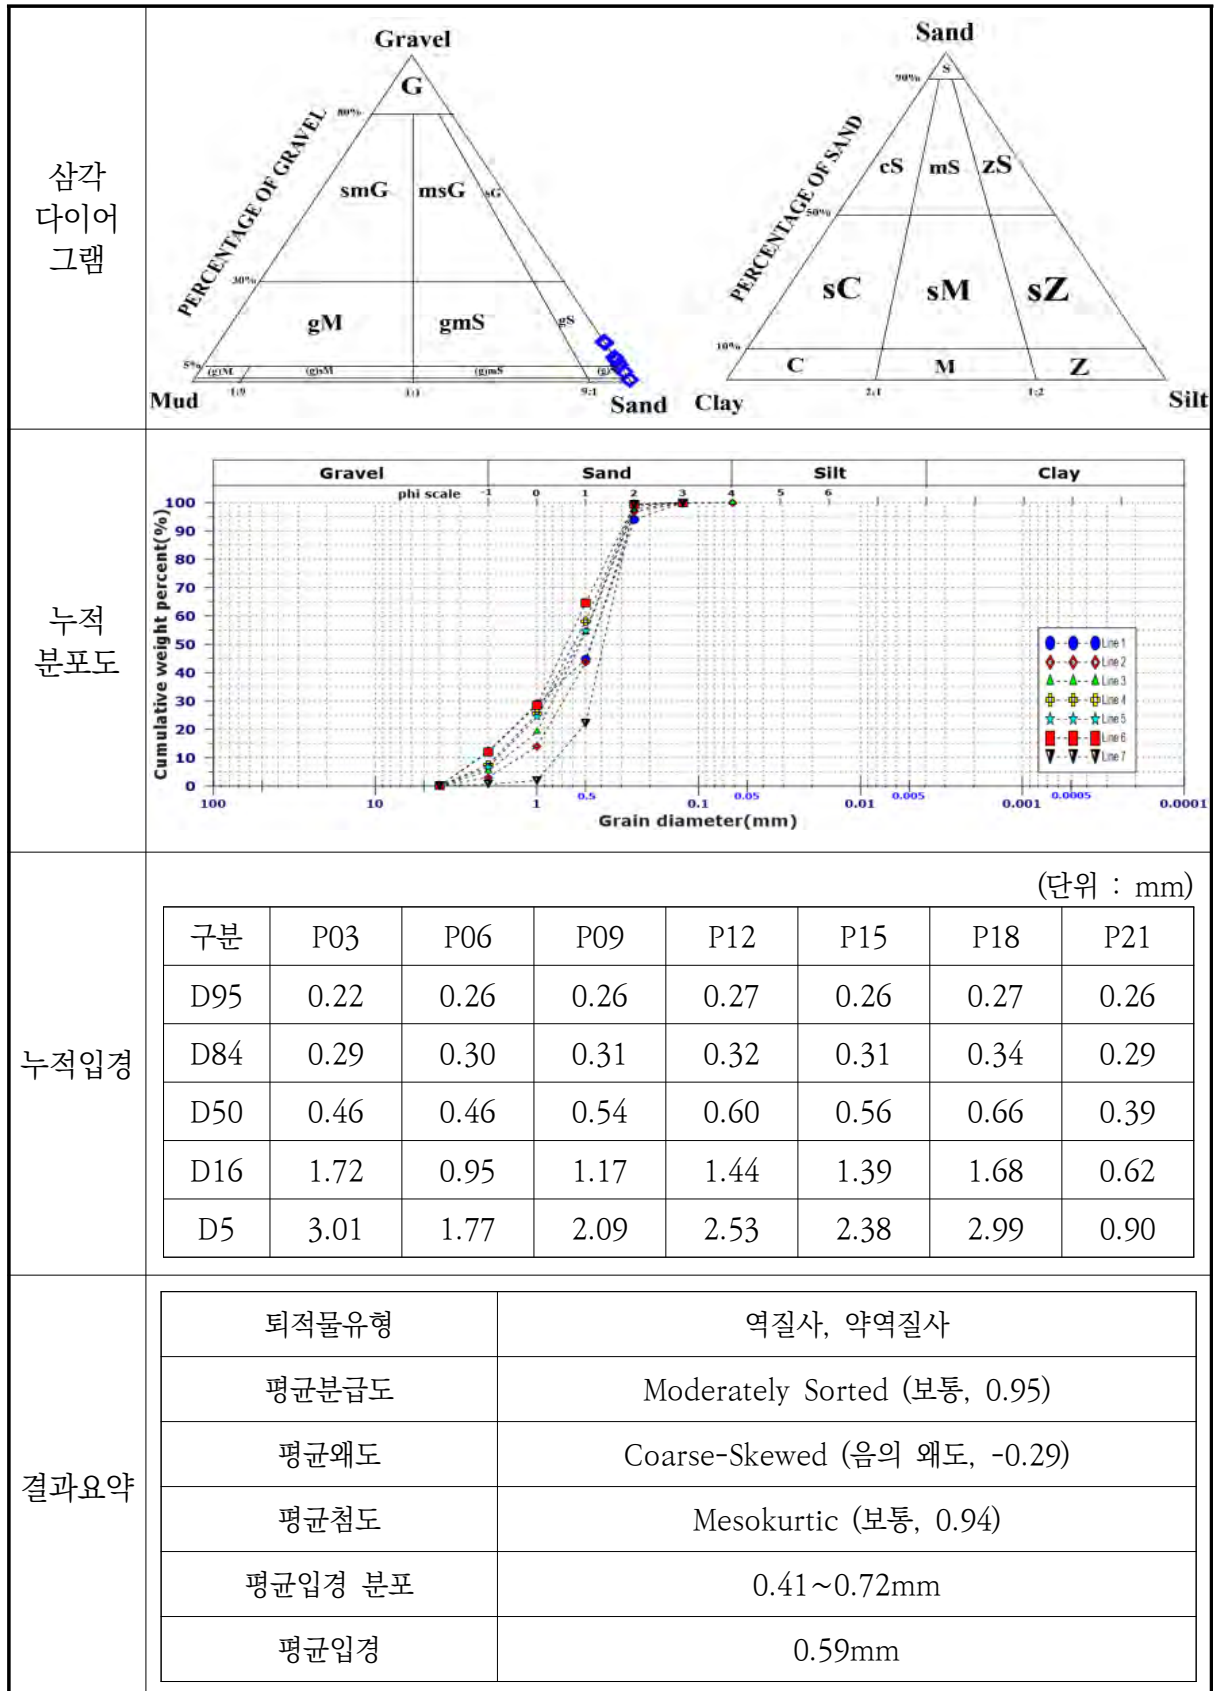 삼각
다이어
그램
Gravel
G
80%
PERCENTAGE OF GRAVEL
smG
msG
sG
30%
gM
gmS
gS
5%
(g)M
(g)sM
(g)mS
1:9
1:1
9:1
Mud
Sand
Sand
90%
S
PERCENTAGE OF SAND
cS
mS
zS
50%
sC
sM
sZ
10%
C
M
Z
2:1
1:2
Clay
Silt
누적
분포도
Gravel
Sand
Silt
Clay
phi scale
-1
0
1
2
3
4
5
6
Cumulative weight percent(%)
100
90
80
70
60
50
40
30
20
10
0
Line 1
Line 2
Line 3
Line 4
Line 5
Line 6
Line 7
100
10
1
0.5
0.1
0.05
0.01
0.005
0.001
0.0005
0.0001
Grain diameter(mm)
누적입경
(단위 : mm)
구분 P03 P06 P09 P12 P15 P18 P21
D95 0.22 0.26 0.26 0.27 0.26 0.27 0.26
D84 0.29 0.30 0.31 0.32 0.31 0.34 0.29
D50 0.46 0.46 0.54 0.60 0.56 0.66 0.39
D16 1.72 0.95 1.17 1.44 1.39 1.68 0.62
D5 3.01 1.77 2.09 2.53 2.38 2.99 0.90
결과요약
퇴적물유형 역질사, 약역질사
평균분급도 Moderately Sorted (보통, 0.95)
평균왜도 Coarse-Skewed (음의 왜도, -0.29)
평균첨도 Mesokurtic (보통, 0.94)
평균입경 분포 0.41~0.72mm
평균입경 0.59mm